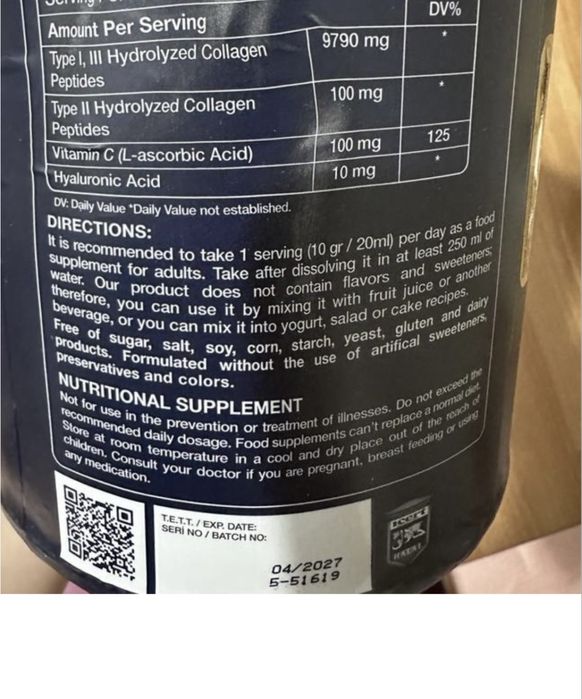 DV%
Amount Per Serving
Type I, III Hydrolyzed Collagen Peptides 9790 mg *
Type II Hydrolyzed Collagen Peptides 100 mg *
Vitamin C (L-ascorbic Acid) 100 mg 125
Hyaluronic Acid 10 mg *
DV: Daily Value *Daily Value not established.
DIRECTIONS:
It is recommended to take 1 serving (10 gr / 20ml) per day as a food
supplement for adults. Take after dissolving it in at least 250 ml of
water. Our product does not contain flavors and sweeteners;
therefore, you can use it by mixing it with fruit juice or another
beverage, or you can mix it into yogurt, salad or cake recipes.
Free of sugar, salt, soy, corn, starch, yeast, gluten and dairy
products. Formulated without the use of artifical sweeteners,
preservatives and colors.
NUTRITIONAL SUPPLEMENT
Not for use in the prevention or treatment of illnesses. Do not exceed the
recommended daily dosage. Food supplements can't replace a normal diet.
Store at room temperature in a cool and dry place out of the reach of
children. Consult your doctor if you are pregnant, breast feeding or using
any medication.
T.E.T.T. / EXP. DATE:
SERİ NO / BATCH NO:
04/2027
5-51619